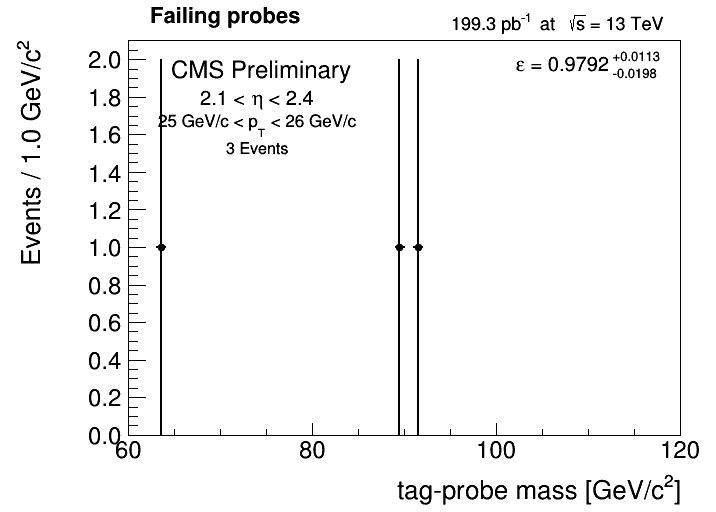 Failing probes
199.3 pb⁻¹ at √s = 13 TeV
CMS Preliminary
ε = 0.9792 +0.0113 -0.0198
2.1 < η < 2.4
25 GeV/c < p_T < 26 GeV/c
3 Events
Events / 1.0 GeV/c²
2.0
1.8
1.6
1.4
1.2
1.0
0.8
0.6
0.4
0.2
0.0
60 80 100 120
tag-probe mass [GeV/c²]